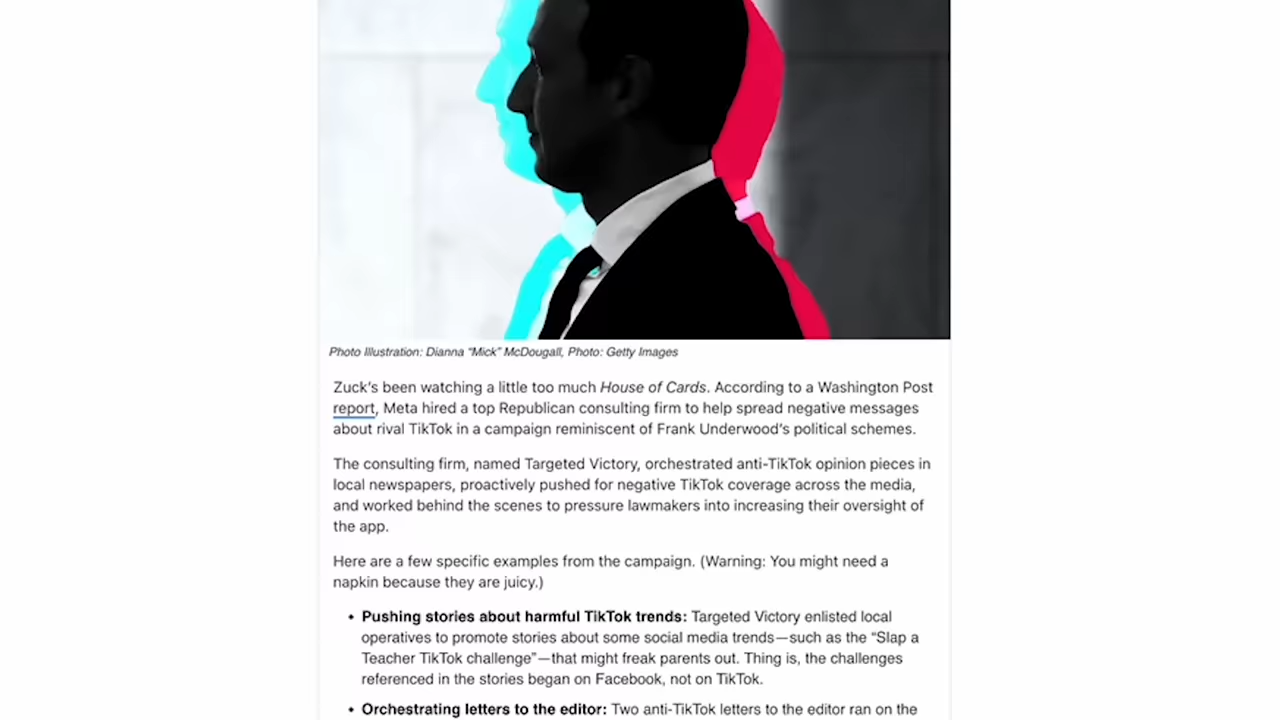 Photo Illustration: Dianna “Mick” McDougall, Photo: Getty Images
Zuck’s been watching a little too much House of Cards. According to a Washington Post
report, Meta hired a top Republican consulting firm to help spread negative messages
about rival TikTok in a campaign reminiscent of Frank Underwood’s political schemes.
The consulting firm, named Targeted Victory, orchestrated anti-TikTok opinion pieces in
local newspapers, proactively pushed for negative TikTok coverage across the media,
and worked behind the scenes to pressure lawmakers into increasing their oversight of
the app.
Here are a few specific examples from the campaign. (Warning: You might need a
napkin because they are juicy.)
• Pushing stories about harmful TikTok trends: Targeted Victory enlisted local
operatives to promote stories about some social media trends—such as the “Slap a
Teacher TikTok challenge”—that might freak parents out. Thing is, the challenges
referenced in the stories began on Facebook, not on TikTok.
• Orchestrating letters to the editor: Two anti-TikTok letters to the editor ran on the